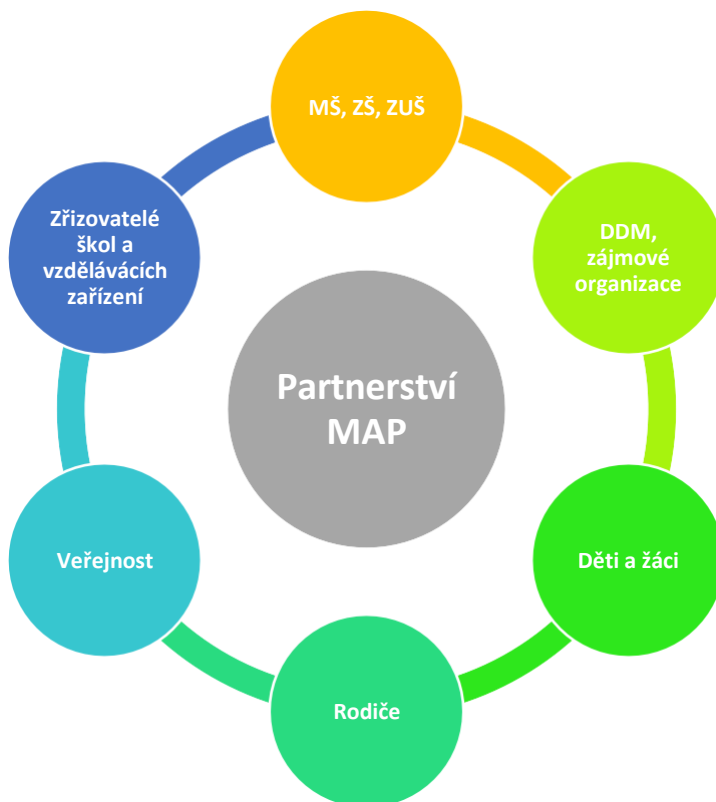 MŠ, ZŠ, ZUŠ
Zřizovatelé
škol a
vzdělávácích
zařízení
DDM,
zájmové
organizace
Partnerství
MAP
Veřejnost
Děti a žáci
Rodiče